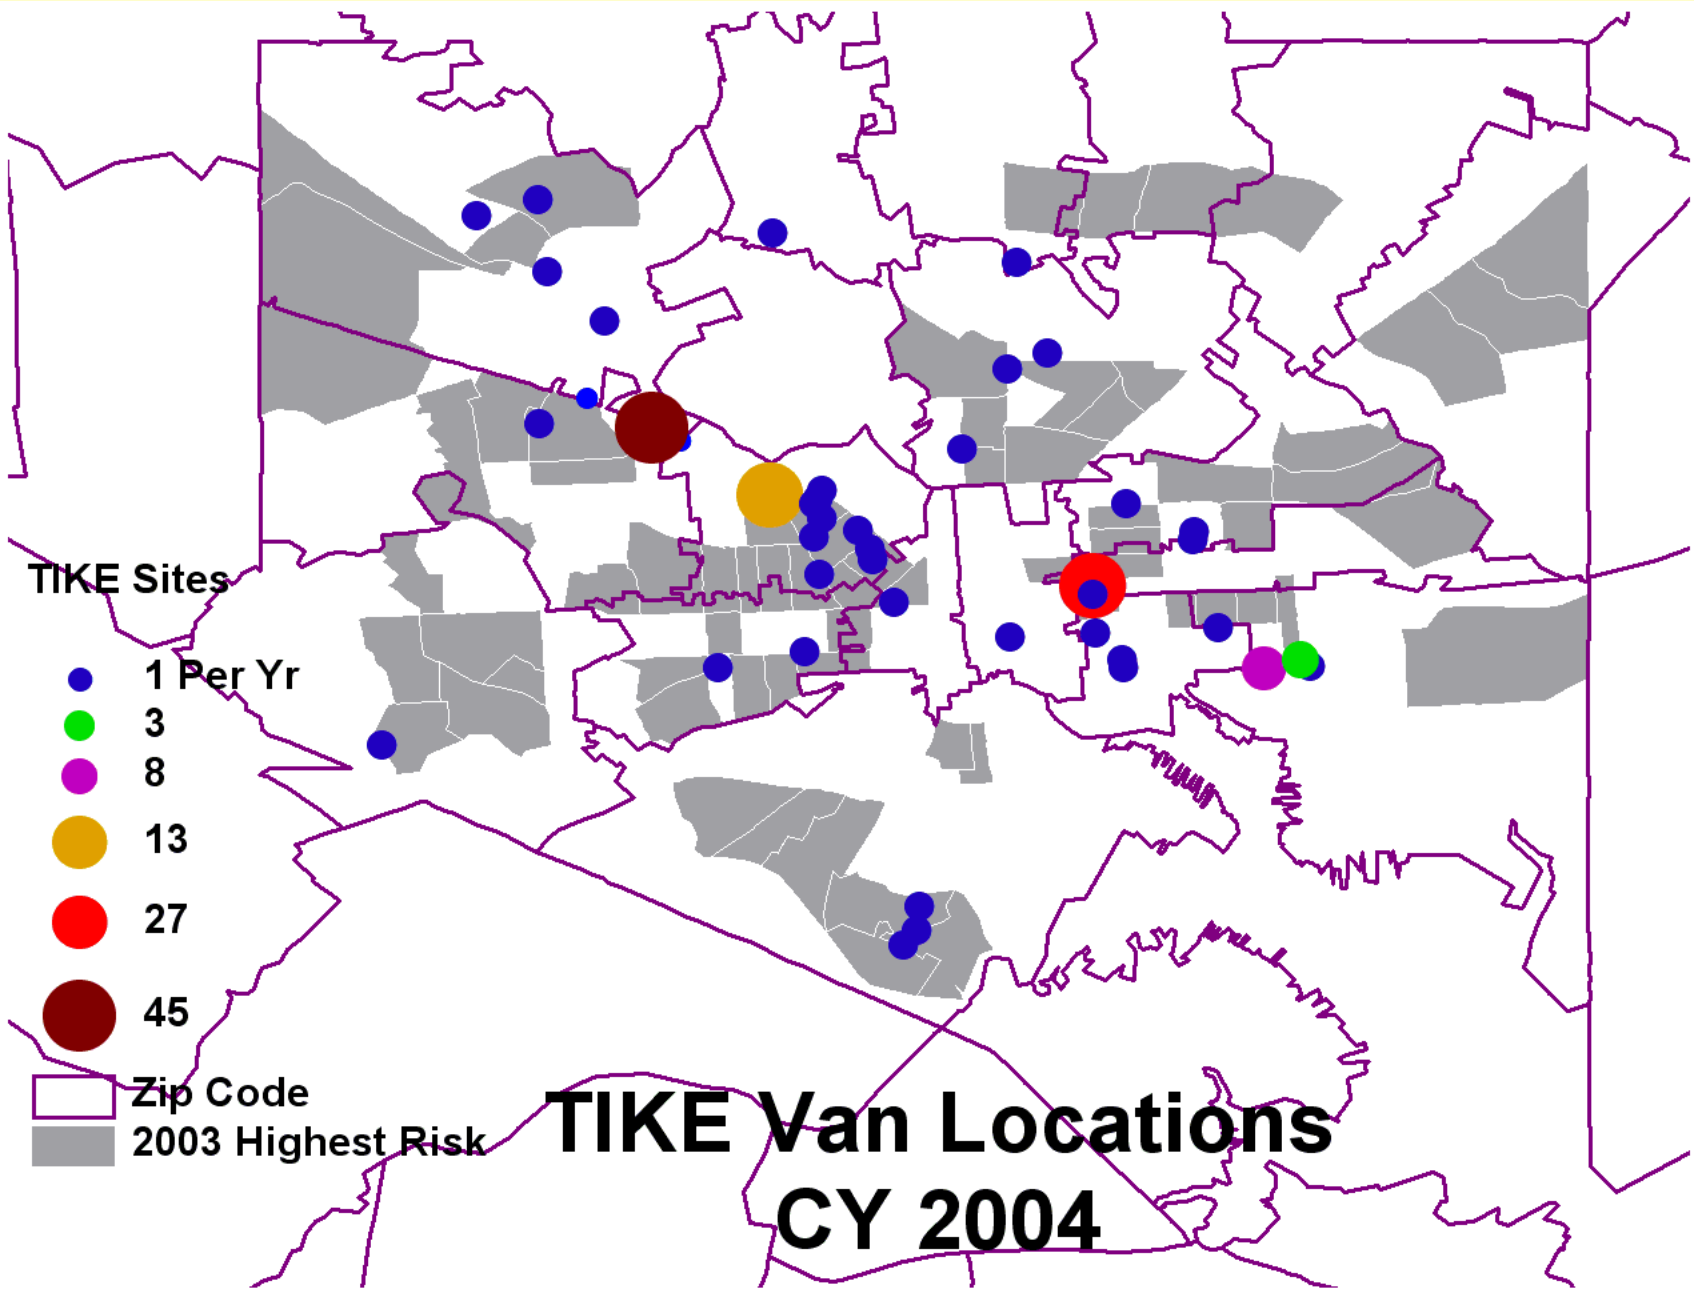 TIKE Sites
1 Per Yr
3
8
13
27
45
Zip Code
2003 Highest Risk
TIKE Van Locations
CY 2004